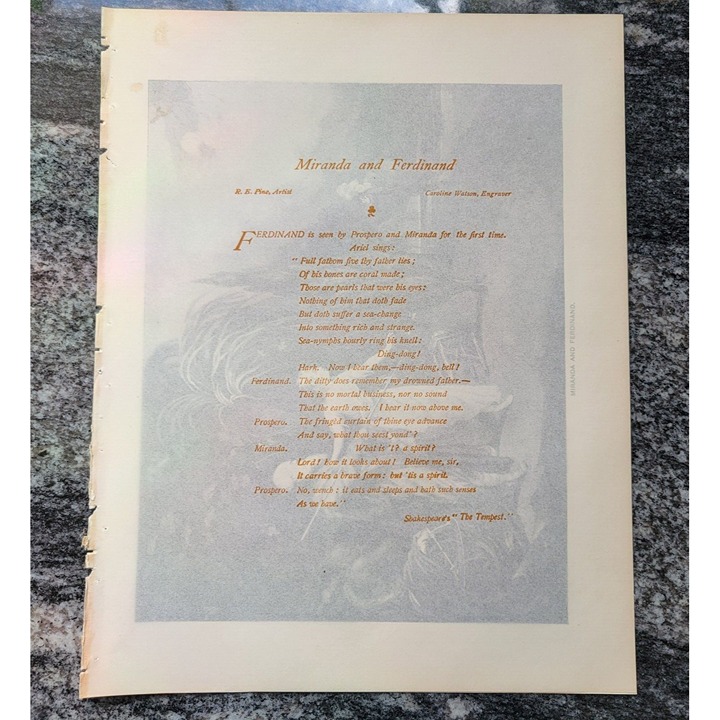 Miranda and Ferdinand
R. E. Pine, Artist
Caroline Watson, Engraver
FERDINAND is seen by Prospero and Miranda for the first time.
Ariel sings:
“ Full fathom five thy father lies ;
Of his bones are coral made ;
Those are pearls that were his eyes :
Nothing of him that doth fade
But doth suffer a sea-change
Into something rich and strange.
Sea-nymphs hourly ring his knell :
Ding-dong !
Hark. Now I hear them,—ding-dong, bell !
Ferdinand. The ditty does remember my drowned father.—
This is no mortal business, nor no sound
That the earth owes. I hear it now above me.
Prospero. The fringed curtain of thine eye advance
And say, what thou seest yond’ ?
Miranda. What is ’t ? a spirit ?
Lord ! how it looks about ! Believe me, sir,
It carries a brave form : but ’tis a spirit.
Prospero. No, wench : it eats and sleeps and hath such senses
As we have.”
Shakespeare’s “ The Tempest.”
MIRANDA AND FERDINAND.